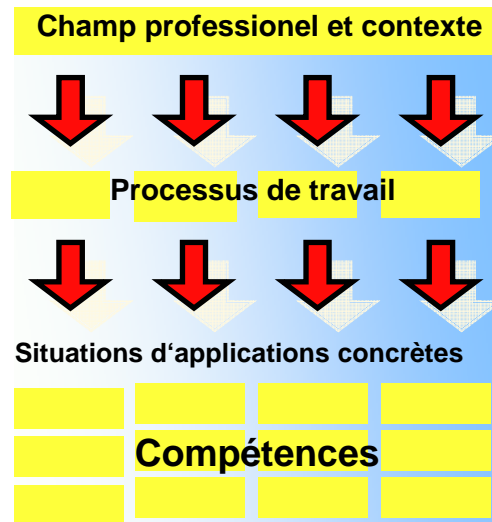 Champ professionel et contexte
Processus de travail
Situations d‘applications concrètes
Compétences